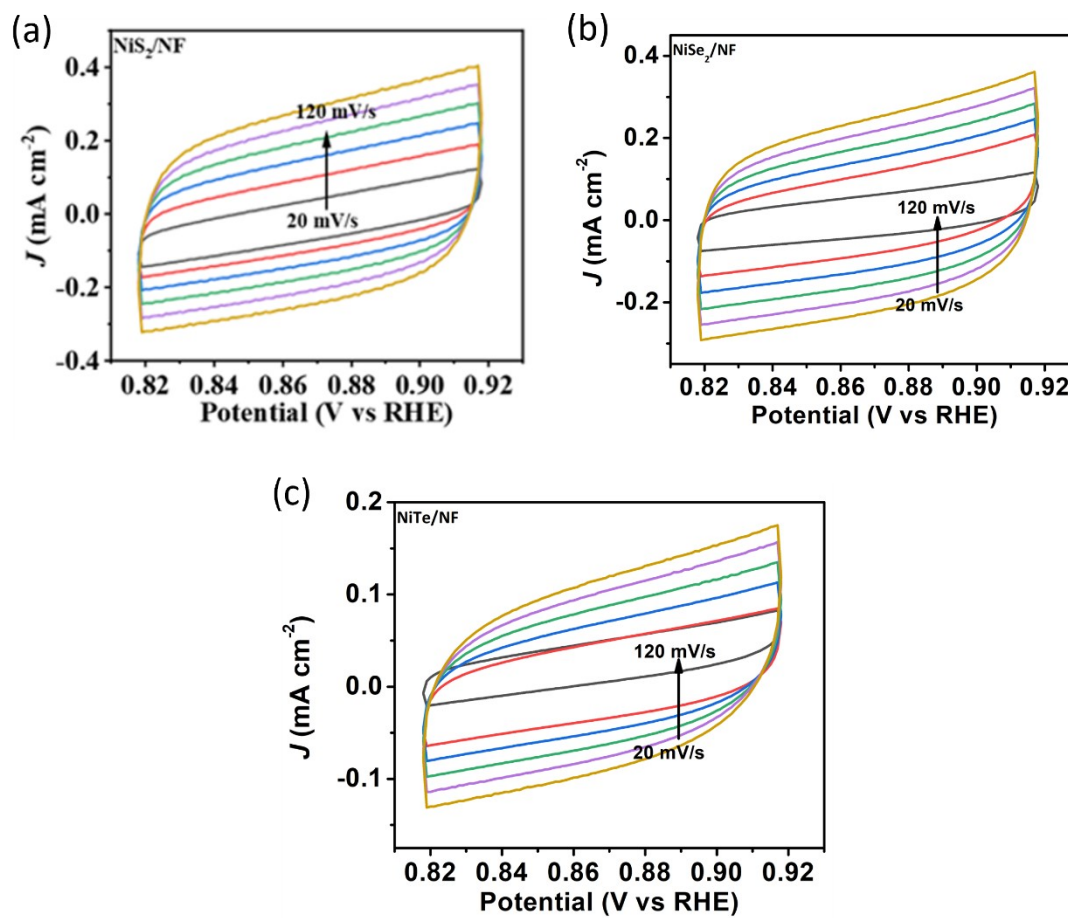 (a)
NiS₂/NF
0.4
0.2
0.0
-0.2
-0.4
J (mA cm⁻²)
120 mV/s
20 mV/s
0.82 0.84 0.86 0.88 0.90 0.92
Potential (V vs RHE)
(b)
NiSe₂/NF
0.4
0.2
0.0
-0.2
J (mA cm⁻²)
120 mV/s
20 mV/s
0.82 0.84 0.86 0.88 0.90 0.92
Potential (V vs RHE)
(c)
NiTe/NF
0.2
0.1
0.0
-0.1
J (mA cm⁻²)
120 mV/s
20 mV/s
0.82 0.84 0.86 0.88 0.90 0.92
Potential (V vs RHE)